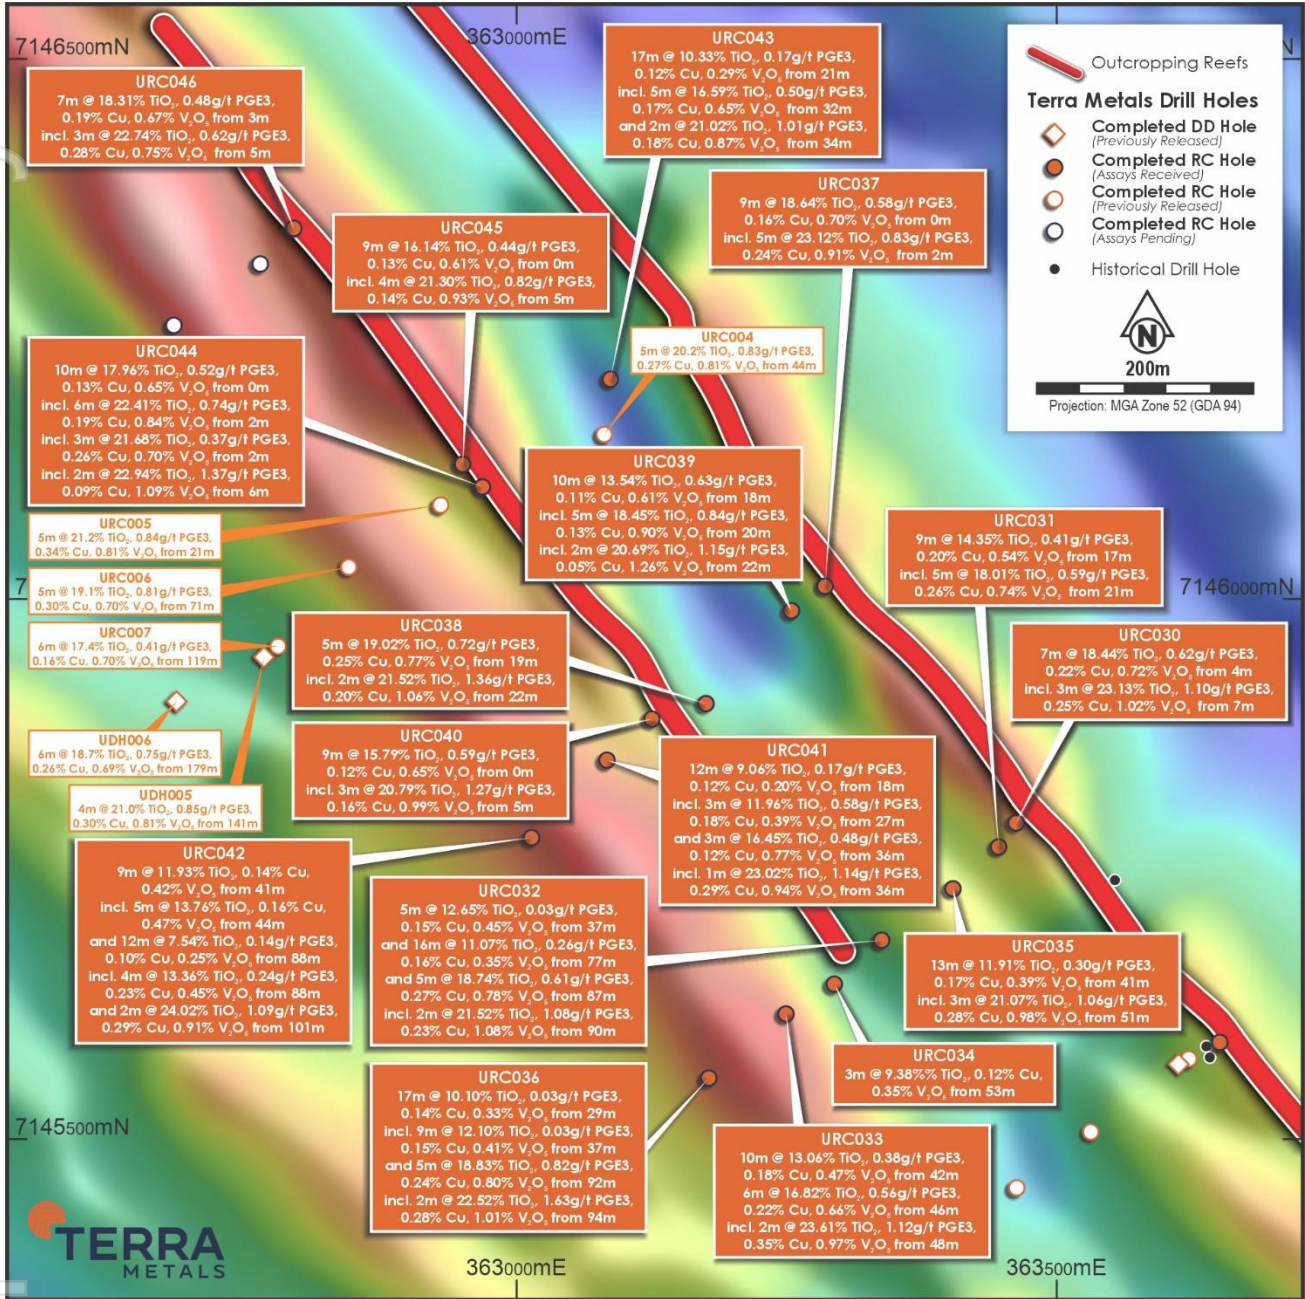 7146500mN
363000mE
N
URC046
7m @ 18.31% TiO₂, 0.48g/t PGE3,
0.19% Cu, 0.67% V₂O₅ from 3m
incl. 3m @ 22.74% TiO₂, 0.62g/t PGE3,
0.28% Cu, 0.75% V₂O₅ from 5m
URC043
17m @ 10.33% TiO₂, 0.17g/t PGE3,
0.12% Cu, 0.29% V₂O₅ from 21m
incl. 5m @ 16.59% TiO₂, 0.50g/t PGE3,
0.17% Cu, 0.65% V₂O₅ from 32m
and 2m @ 21.02% TiO₂, 1.01g/t PGE3,
0.18% Cu, 0.87% V₂O₅ from 34m
Outcropping Reefs
Terra Metals Drill Holes
Completed DD Hole
(Previously Released)
Completed RC Hole
(Assays Received)
Completed RC Hole
(Previously Released)
Completed RC Hole
(Assays Pending)
Historical Drill Hole
N
200m
Projection: MGA Zone 52 (GDA 94)
URC037
9m @ 18.64% TiO₂, 0.58g/t PGE3,
0.16% Cu, 0.70% V₂O₅ from 0m
incl. 5m @ 23.12% TiO₂, 0.83g/t PGE3,
0.24% Cu, 0.91% V₂O₅ from 2m
URC045
9m @ 16.14% TiO₂, 0.44g/t PGE3,
0.13% Cu, 0.61% V₂O₅ from 0m
incl. 4m @ 21.30% TiO₂, 0.82g/t PGE3,
0.14% Cu, 0.93% V₂O₅ from 5m
URC004
5m @ 20.2% TiO₂, 0.83g/t PGE3,
0.27% Cu, 0.81% V₂O₅ from 44m
URC044
10m @ 17.96% TiO₂, 0.52g/t PGE3,
0.13% Cu, 0.65% V₂O₅ from 0m
incl. 6m @ 22.41% TiO₂, 0.74g/t PGE3,
0.19% Cu, 0.84% V₂O₅ from 2m
incl. 3m @ 21.68% TiO₂, 0.37g/t PGE3,
0.26% Cu, 0.70% V₂O₅ from 2m
incl. 2m @ 22.94% TiO₂, 1.37g/t PGE3,
0.09% Cu, 1.09% V₂O₅ from 6m
URC039
10m @ 13.54% TiO₂, 0.63g/t PGE3,
0.11% Cu, 0.61% V₂O₅ from 18m
incl. 5m @ 18.45% TiO₂, 0.84g/t PGE3,
0.13% Cu, 0.90% V₂O₅ from 20m
incl. 2m @ 20.69% TiO₂, 1.15g/t PGE3,
0.05% Cu, 1.26% V₂O₅ from 22m
URC005
5m @ 21.2% TiO₂, 0.84g/t PGE3,
0.34% Cu, 0.81% V₂O₅ from 21m
URC006
5m @ 19.1% TiO₂, 0.81g/t PGE3,
0.30% Cu, 0.70% V₂O₅ from 71m
URC007
6m @ 17.4% TiO₂, 0.41g/t PGE3,
0.16% Cu, 0.70% V₂O₅ from 119m
7
URC031
9m @ 14.35% TiO₂, 0.41g/t PGE3,
0.20% Cu, 0.54% V₂O₅ from 17m
incl. 5m @ 18.01% TiO₂, 0.59g/t PGE3,
0.26% Cu, 0.74% V₂O₅ from 21m
7146000mN
URC038
5m @ 19.02% TiO₂, 0.72g/t PGE3,
0.25% Cu, 0.77% V₂O₅ from 19m
incl. 2m @ 21.52% TiO₂, 1.36g/t PGE3,
0.20% Cu, 1.06% V₂O₅ from 22m
URC030
7m @ 18.44% TiO₂, 0.62g/t PGE3,
0.22% Cu, 0.72% V₂O₅ from 4m
incl. 3m @ 23.13% TiO₂, 1.10g/t PGE3,
0.25% Cu, 1.02% V₂O₅ from 7m
UDH006
6m @ 18.7% TiO₂, 0.75g/t PGE3,
0.26% Cu, 0.69% V₂O₅ from 179m
UDH005
4m @ 21.0% TiO₂, 0.85g/t PGE3,
0.30% Cu, 0.81% V₂O₅ from 141m
URC040
9m @ 15.79% TiO₂, 0.59g/t PGE3,
0.12% Cu, 0.65% V₂O₅ from 0m
incl. 3m @ 20.79% TiO₂, 1.27g/t PGE3,
0.16% Cu, 0.99% V₂O₅ from 5m
URC041
12m @ 9.06% TiO₂, 0.17g/t PGE3,
0.12% Cu, 0.20% V₂O₅ from 18m
incl. 3m @ 11.96% TiO₂, 0.58g/t PGE3,
0.18% Cu, 0.39% V₂O₅ from 27m
and 3m @ 16.45% TiO₂, 0.48g/t PGE3,
0.12% Cu, 0.77% V₂O₅ from 36m
incl. 1m @ 23.02% TiO₂, 1.14g/t PGE3,
0.29% Cu, 0.94% V₂O₅ from 36m
URC042
9m @ 11.93% TiO₂, 0.14% Cu,
0.42% V₂O₅ from 41m
incl. 5m @ 13.76% TiO₂, 0.16% Cu,
0.47% V₂O₅ from 44m
and 12m @ 7.54% TiO₂, 0.14g/t PGE3,
0.10% Cu, 0.25% V₂O₅ from 88m
incl. 4m @ 13.36% TiO₂, 0.24g/t PGE3,
0.23% Cu, 0.45% V₂O₅ from 88m
and 2m @ 24.02% TiO₂, 1.09g/t PGE3,
0.29% Cu, 0.91% V₂O₅ from 101m
URC032
5m @ 12.65% TiO₂, 0.03g/t PGE3,
0.15% Cu, 0.45% V₂O₅ from 37m
and 16m @ 11.07% TiO₂, 0.26g/t PGE3,
0.16% Cu, 0.35% V₂O₅ from 77m
and 5m @ 18.74% TiO₂, 0.61g/t PGE3,
0.27% Cu, 0.78% V₂O₅ from 87m
incl. 2m @ 21.52% TiO₂, 1.08g/t PGE3,
0.23% Cu, 1.08% V₂O₅ from 90m
URC035
13m @ 11.91% TiO₂, 0.30g/t PGE3,
0.17% Cu, 0.39% V₂O₅ from 41m
incl. 3m @ 21.07% TiO₂, 1.06g/t PGE3,
0.28% Cu, 0.98% V₂O₅ from 51m
URC034
3m @ 9.38%% TiO₂, 0.12% Cu,
0.35% V₂O₅ from 53m
URC036
17m @ 10.10% TiO₂, 0.03g/t PGE3,
0.14% Cu, 0.33% V₂O₅ from 29m
incl. 9m @ 12.10% TiO₂, 0.03g/t PGE3,
0.15% Cu, 0.41% V₂O₅ from 37m
and 5m @ 18.83% TiO₂, 0.82g/t PGE3,
0.24% Cu, 0.80% V₂O₅ from 92m
incl. 2m @ 22.52% TiO₂, 1.63g/t PGE3,
0.28% Cu, 1.01% V₂O₅ from 94m
URC033
10m @ 13.06% TiO₂, 0.38g/t PGE3,
0.18% Cu, 0.47% V₂O₅ from 42m
6m @ 16.82% TiO₂, 0.56g/t PGE3,
0.22% Cu, 0.66% V₂O₅ from 46m
incl. 2m @ 23.61% TiO₂, 1.12g/t PGE3,
0.35% Cu, 0.97% V₂O₅ from 48m
7145500mN
TERRA
METALS
363000mE
363500mE